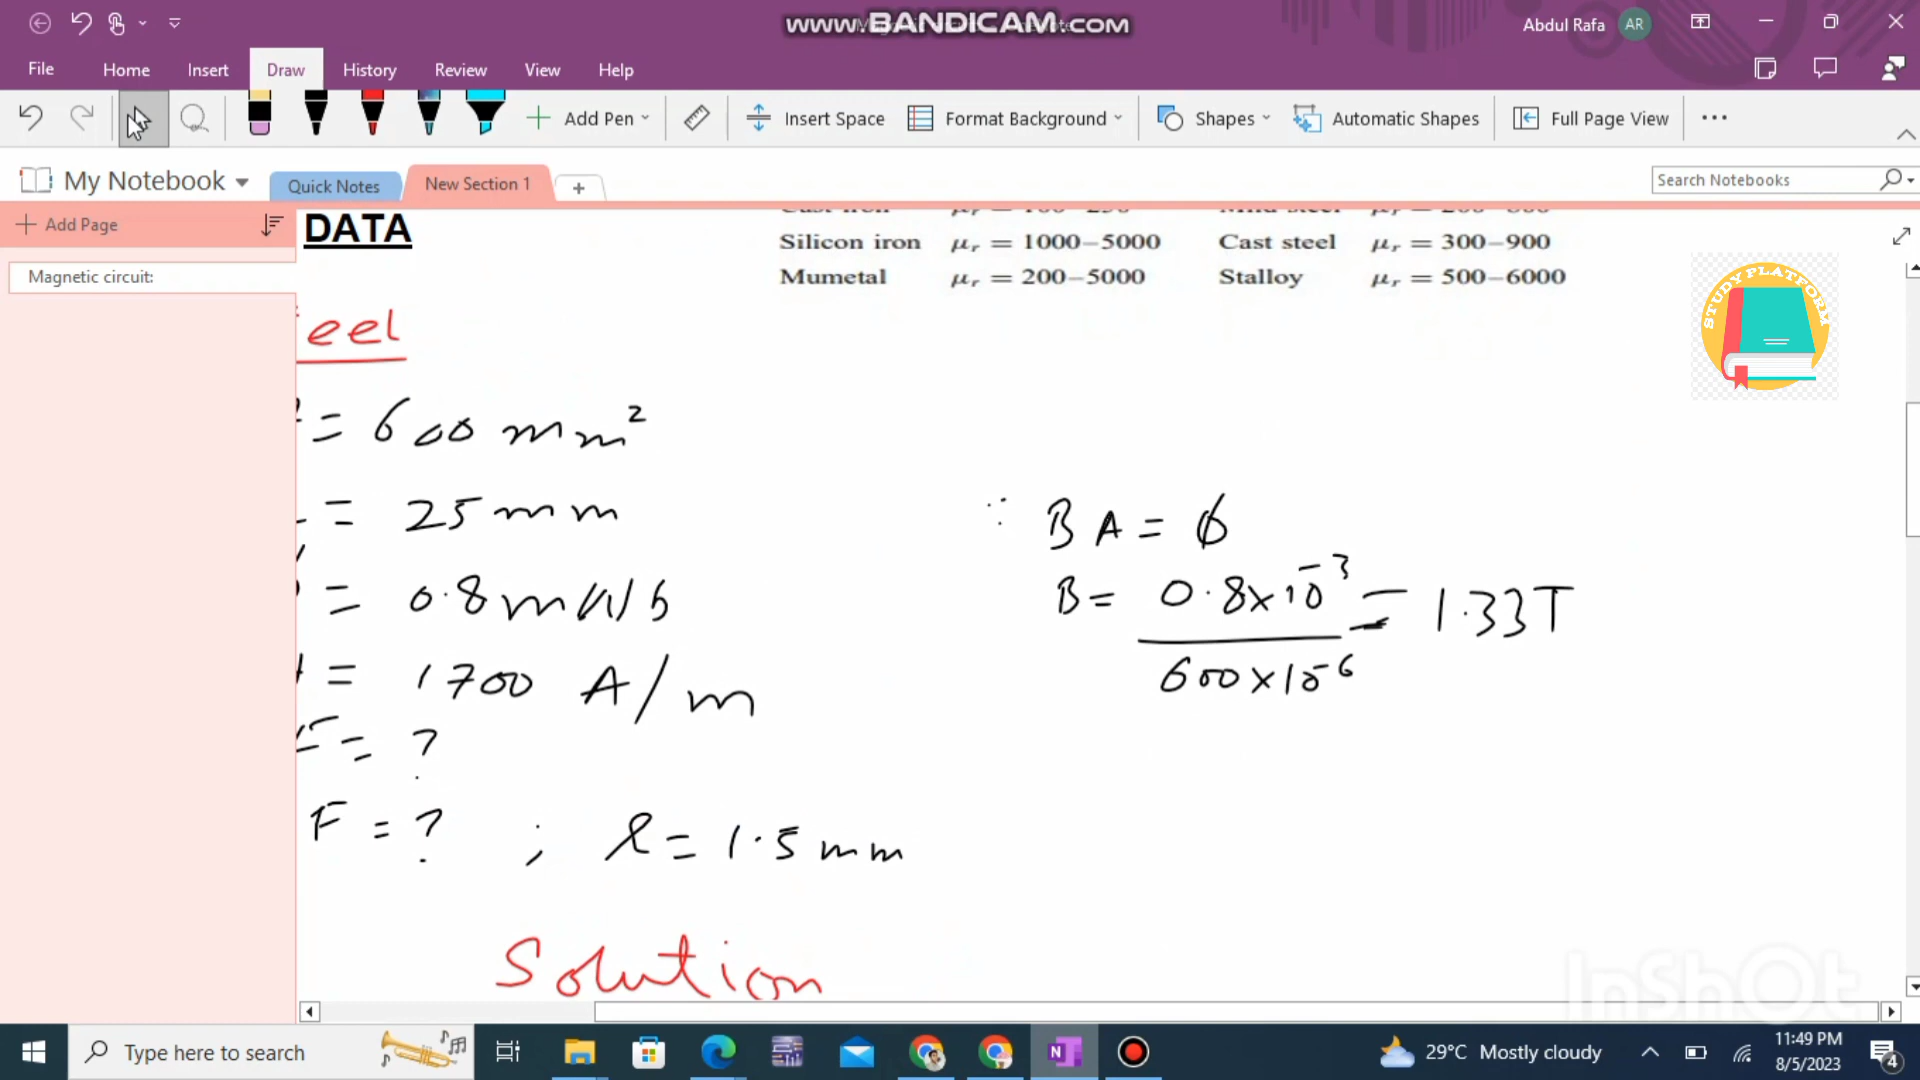 www.BANDICAM.COM
Abdul Rafa AR
File Home Insert Draw History Review View Help
Add Pen Insert Space Format Background Shapes Automatic Shapes Full Page View
My Notebook Quick Notes New Section 1 Search Notebooks
Add Page
Magnetic circuit:
DATA
Silicon iron μr = 1000–5000 Cast steel μr = 300–900
Mumetal μr = 200–5000 Stalloy μr = 500–6000
STUDY PLATFORM
eel
= 600 mm²
= 25 mm
= 0.8 mWb
= 1700 A/m
= ?
F = ? ; l = 1.5 mm
∵ BA = ϕ
B = 0.8×10⁻³ = 1.33T
600×10⁻⁶
Solution
InShOt
Type here to search
29°C Mostly cloudy
11:49 PM
8/5/2023
4